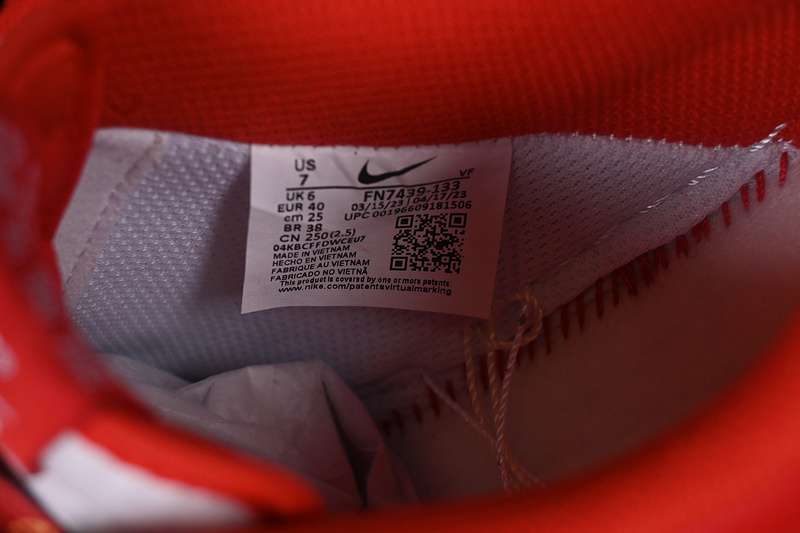 US
7
VF
UK 6
FN7439-133
EUR 40
03/15/23 | 04/17/23
cm 25
UPC 00196609181506
BR 38
CN 250(2.5)
04KBCFFDWCEU7
MADE IN VIETNAM
HECHO EN VIETNAM
FABRIQUE AU VIETNAM
FABRICADO NO VIETNÃ
This product is covered by one or more patents
www.nike.com/patentsvirtualmarking